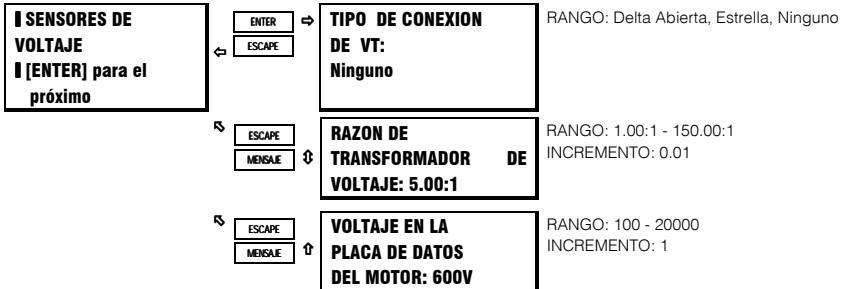 ▌SENSORES DE
VOLTAJE
▌[ENTER] para el
próximo
ENTER ⇨
⇦ ESCAPE
TIPO DE CONEXION
DE VT:
Ninguno
RANGO: Delta Abierta, Estrella, Ninguno
ESCAPE
MENSAJE
RAZON DE
TRANSFORMADOR DE
VOLTAJE: 5.00:1
RANGO: 1.00:1 - 150.00:1
INCREMENTO: 0.01
ESCAPE
MENSAJE
VOLTAJE EN LA
PLACA DE DATOS
DEL MOTOR: 600V
RANGO: 100 - 20000
INCREMENTO: 1